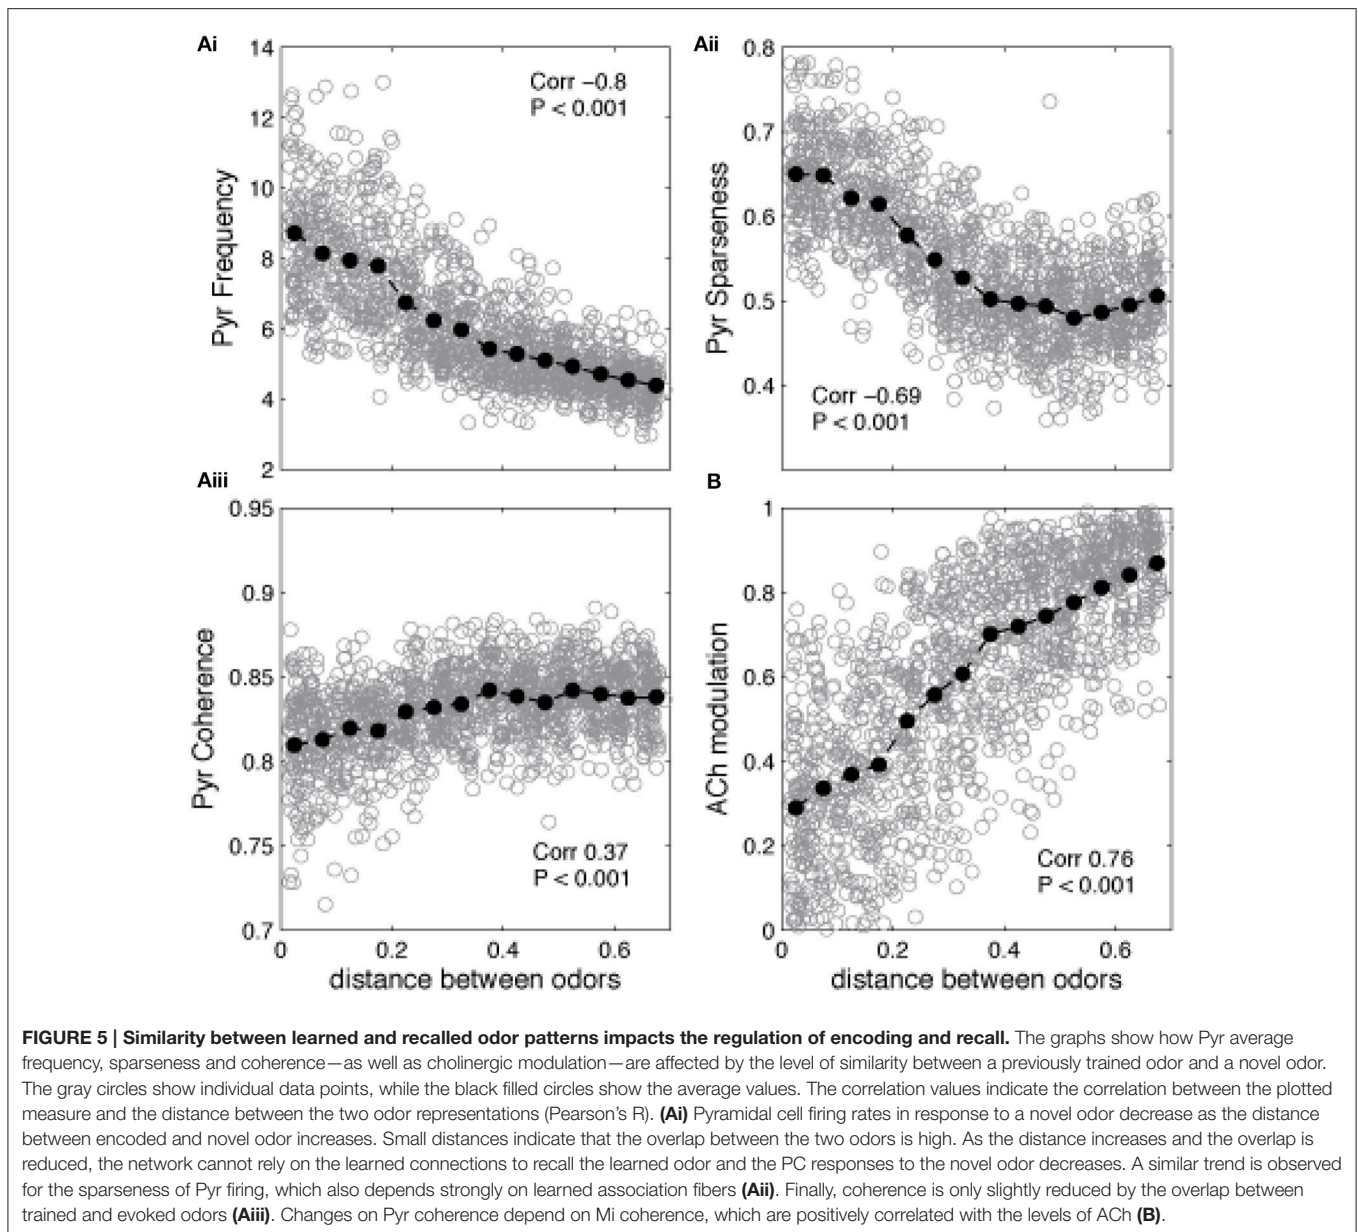 Ai
14
12
10
8
6
4
2
Pyr Frequency
Corr −0.8
P < 0.001
Aii
0.8
0.7
0.6
0.5
0.4
Pyr Sparseness
Corr −0.69
P < 0.001
Aiii
0.95
0.9
0.85
0.8
0.75
0.7
Pyr Coherence
Corr 0.37
P < 0.001
0 0.2 0.4 0.6
distance between odors
B
1
0.8
0.6
0.4
0.2
0
ACh modulation
Corr 0.76
P < 0.001
0 0.2 0.4 0.6
distance between odors
FIGURE 5 | Similarity between learned and recalled odor patterns impacts the regulation of encoding and recall. The graphs show how Pyr average
frequency, sparseness and coherence—as well as cholinergic modulation—are affected by the level of similarity between a previously trained odor and a novel odor.
The gray circles show individual data points, while the black filled circles show the average values. The correlation values indicate the correlation between the plotted
measure and the distance between the two odor representations (Pearson's R). (Ai) Pyramidal cell firing rates in response to a novel odor decrease as the distance
between encoded and novel odor increases. Small distances indicate that the overlap between the two odors is high. As the distance increases and the overlap is
reduced, the network cannot rely on the learned connections to recall the learned odor and the PC responses to the novel odor decreases. A similar trend is observed
for the sparseness of Pyr firing, which also depends strongly on learned association fibers (Aii). Finally, coherence is only slightly reduced by the overlap between
trained and evoked odors (Aiii). Changes on Pyr coherence depend on Mi coherence, which are positively correlated with the levels of ACh (B).